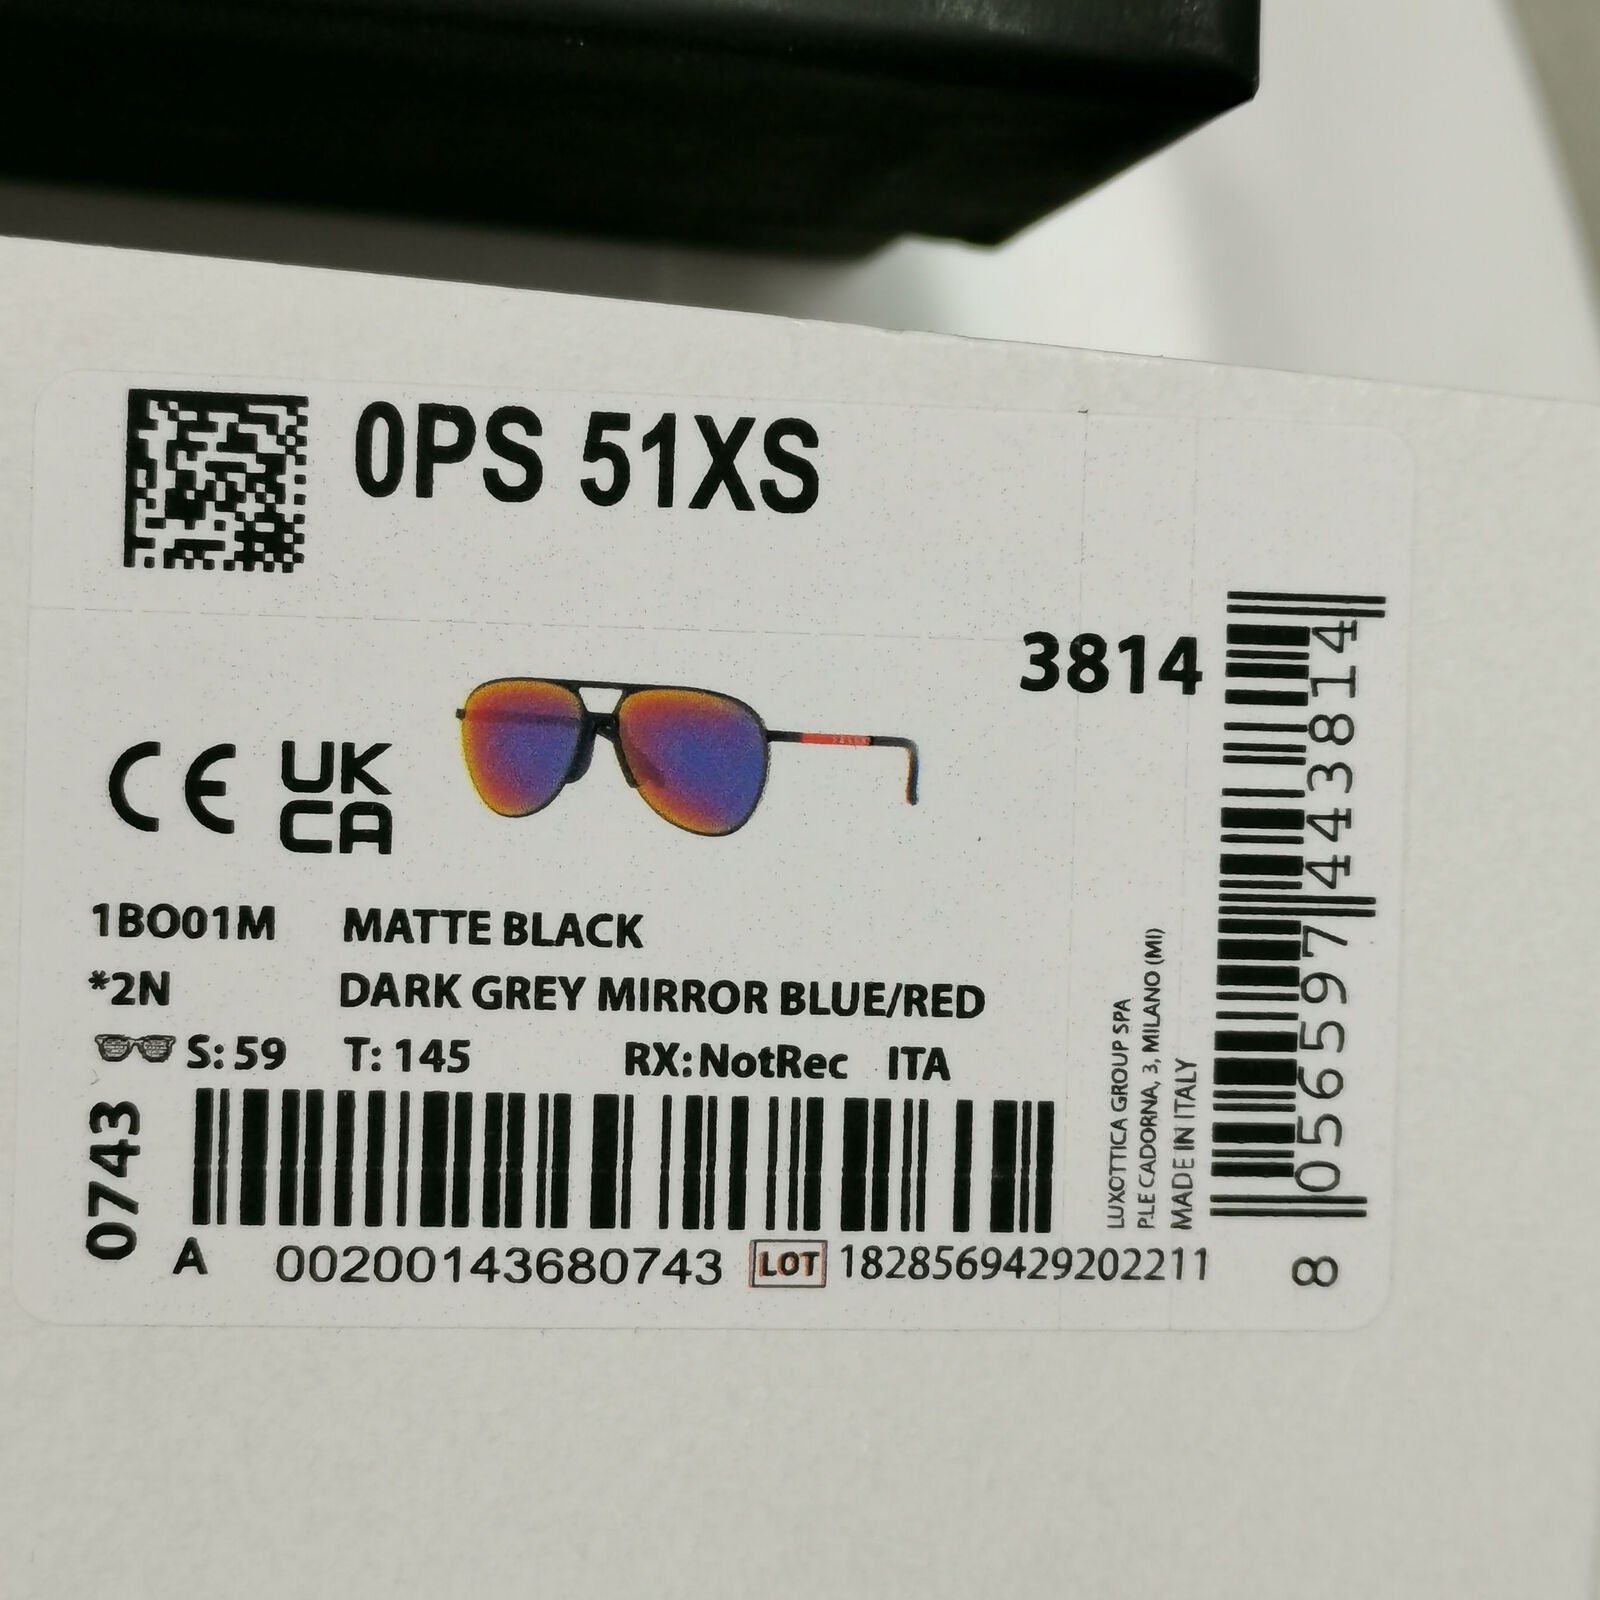 0PS 51XS
3814
CE UK
CA
1BO01M MATTE BLACK
*2N DARK GREY MIRROR BLUE/RED
S: 59 T: 145 RX: NotRec ITA
0743
A 00200143680743 LOT 1828569429202211
LUXOTTICA GROUP SPA
P.LE CADORNA, 3, MILANO (MI)
MADE IN ITALY
8 056597 443814